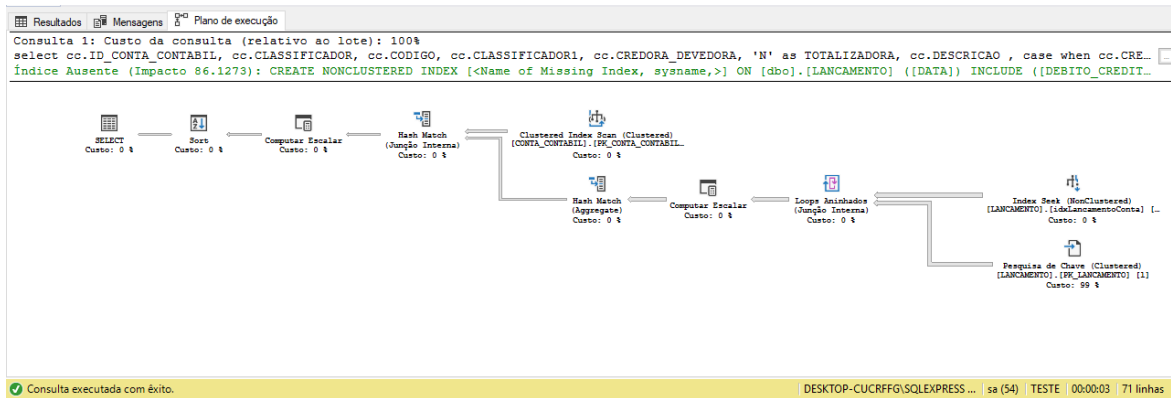 Resultados Mensagens Plano de execução
Consulta 1: Custo da consulta (relativo ao lote): 100%
select cc.ID_CONTA_CONTABIL, cc.CLASSIFICADOR, cc.CODIGO, cc.CLASSIFICADOR1, cc.CREDORA_DEVEDORA, 'N' as TOTALIZADORA, cc.DESCRICAO , case when cc.CRE… ...
Índice Ausente (Impacto 86.1273): CREATE NONCLUSTERED INDEX [<Name of Missing Index, sysname,>] ON [dbo].[LANCAMENTO] ([DATA]) INCLUDE ([DEBITO_CREDIT…
SELECT
Custo: 0 %
Sort
Custo: 0 %
Computar Escalar
Custo: 0 %
Hash Match
(Junção Interna)
Custo: 0 %
Clustered Index Scan (Clustered)
[CONTA_CONTABIL].[PK_CONTA_CONTABIL…
Custo: 0 %
Hash Match
(Aggregate)
Custo: 0 %
Computar Escalar
Custo: 0 %
Loops Aninhados
(Junção Interna)
Custo: 0 %
Index Seek (NonClustered)
[LANCAMENTO].[idxLancamentoConta] […
Custo: 0 %
Pesquisa de Chave (Clustered)
[LANCAMENTO].[PK_LANCAMENTO] [l]
Custo: 99 %
Consulta executada com êxito. DESKTOP-CUCRFFG\SQLEXPRESS ... sa (54) TESTE 00:00:03 71 linhas